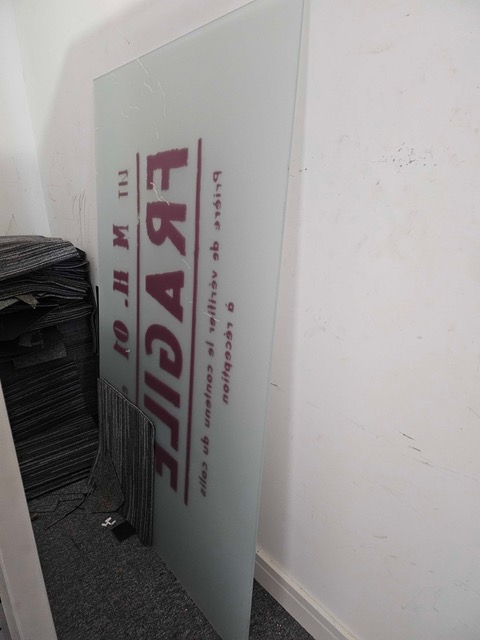 FRAGILE
prière de vérifier le contenu du colis
à réception